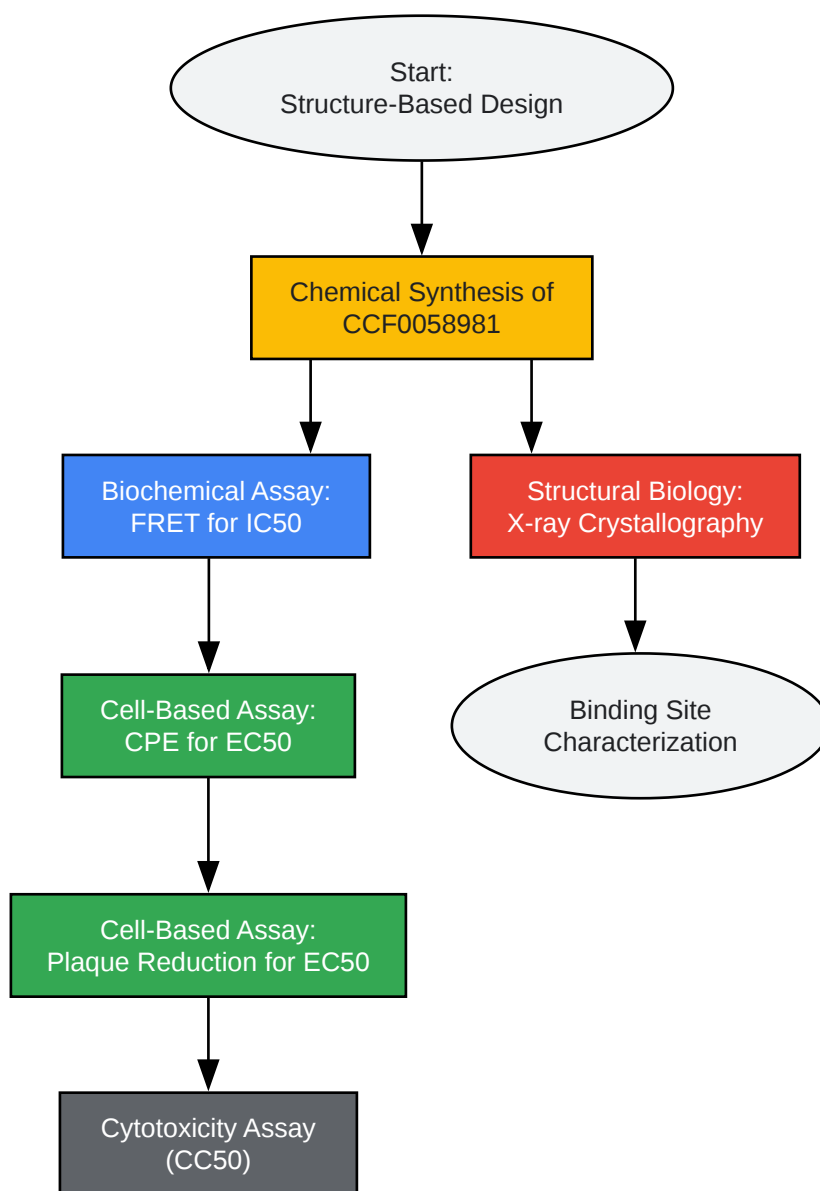 Start:
Structure-Based Design
Chemical Synthesis of
CCF0058981
Biochemical Assay:
FRET for IC50
Structural Biology:
X-ray Crystallography
Cell-Based Assay:
CPE for EC50
Binding Site
Characterization
Cell-Based Assay:
Plaque Reduction for EC50
Cytotoxicity Assay
(CC50)